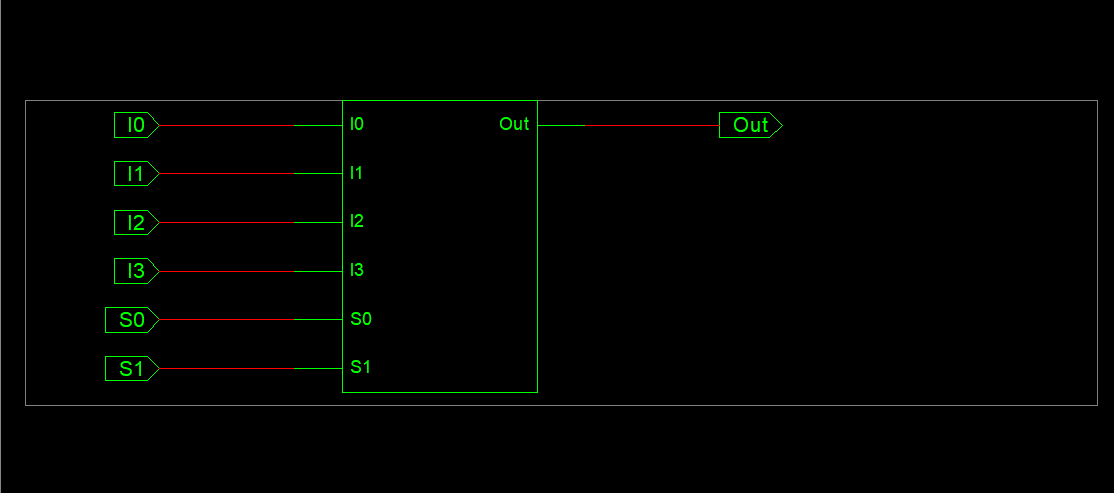 I0 I0 Out Out
I1 I1
I2 I2
I3 I3
S0 S0
S1 S1